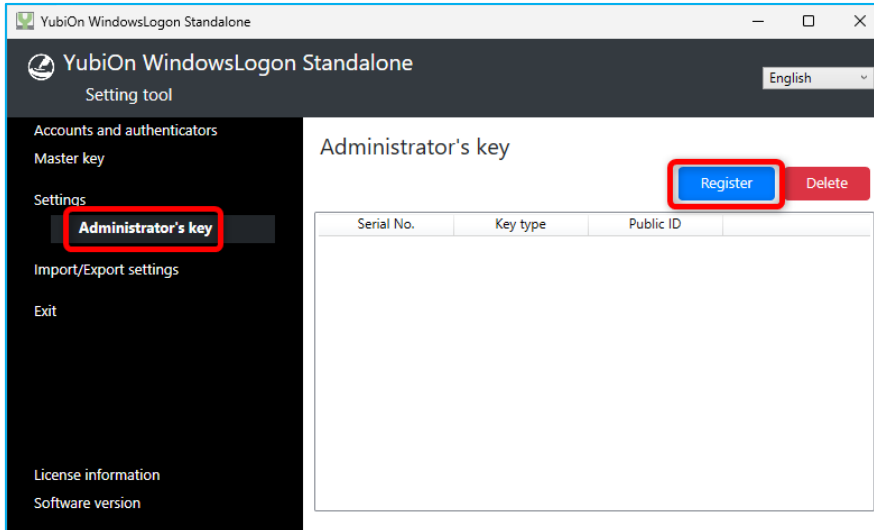 YubiOn WindowsLogon Standalone
YubiOn WindowsLogon Standalone
Setting tool
English
Accounts and authenticators
Master key
Settings
Administrator's key
Import/Export settings
Exit
License information
Software version
Administrator's key
Register Delete
Serial No. Key type Public ID